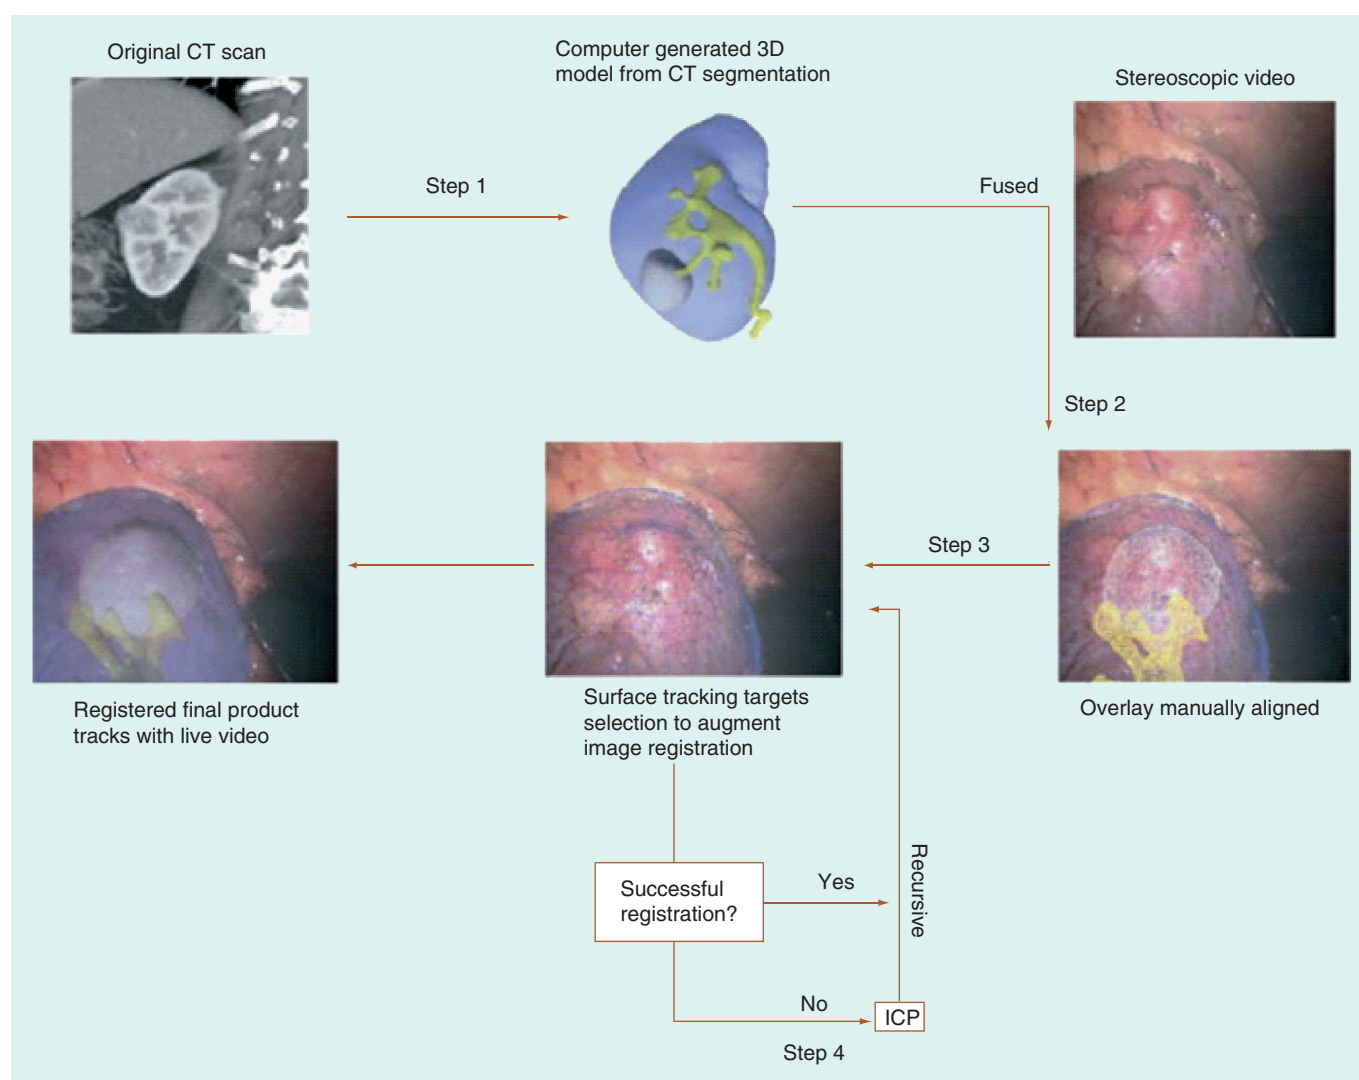 Original CT scan
Computer generated 3D
model from CT segmentation
Stereoscopic video
Step 1
Fused
Step 2
Step 3
Registered final product
tracks with live video
Surface tracking targets
selection to augment
image registration
Overlay manually aligned
Successful
registration?
Yes
Recursive
No
ICP
Step 4